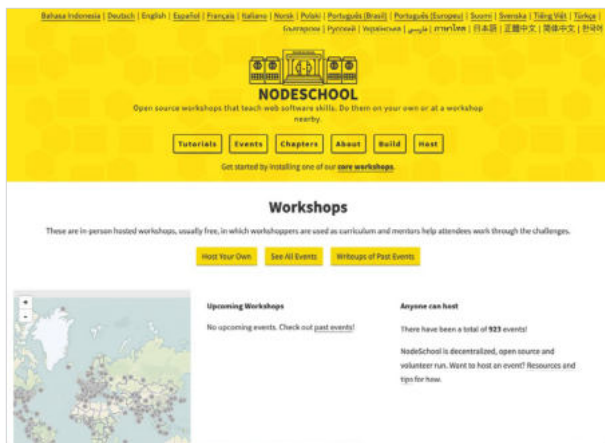 Bahasa Indonesia | Deutsch | English | Español | Français | Italiano | Norsk | Polski | Português (Brasil) | Português (Europeu) | Suomi | Svenska | Tiếng Việt | Türkçe |
Български | Русский | Українська | فارسی | ภาษาไทย | 日本語 | 正體中文 | 简体中文 | 한국어
NODESCHOOL
Open source workshops that teach web software skills. Do them on your own or at a workshop
nearby.
Tutorials Events Chapters About Build Host
Get started by installing one of our core workshops.
Workshops
These are in-person hosted workshops, usually free, in which workshoppers are used as curriculum and mentors help attendees work through the challenges.
Host Your Own See All Events Writeups of Past Events
+
-
Upcoming Workshops
No upcoming events. Check out past events!
Anyone can host
There have been a total of 923 events!
NodeSchool is decentralized, open source and
volunteer run. Want to host an event? Resources and
tips for how.